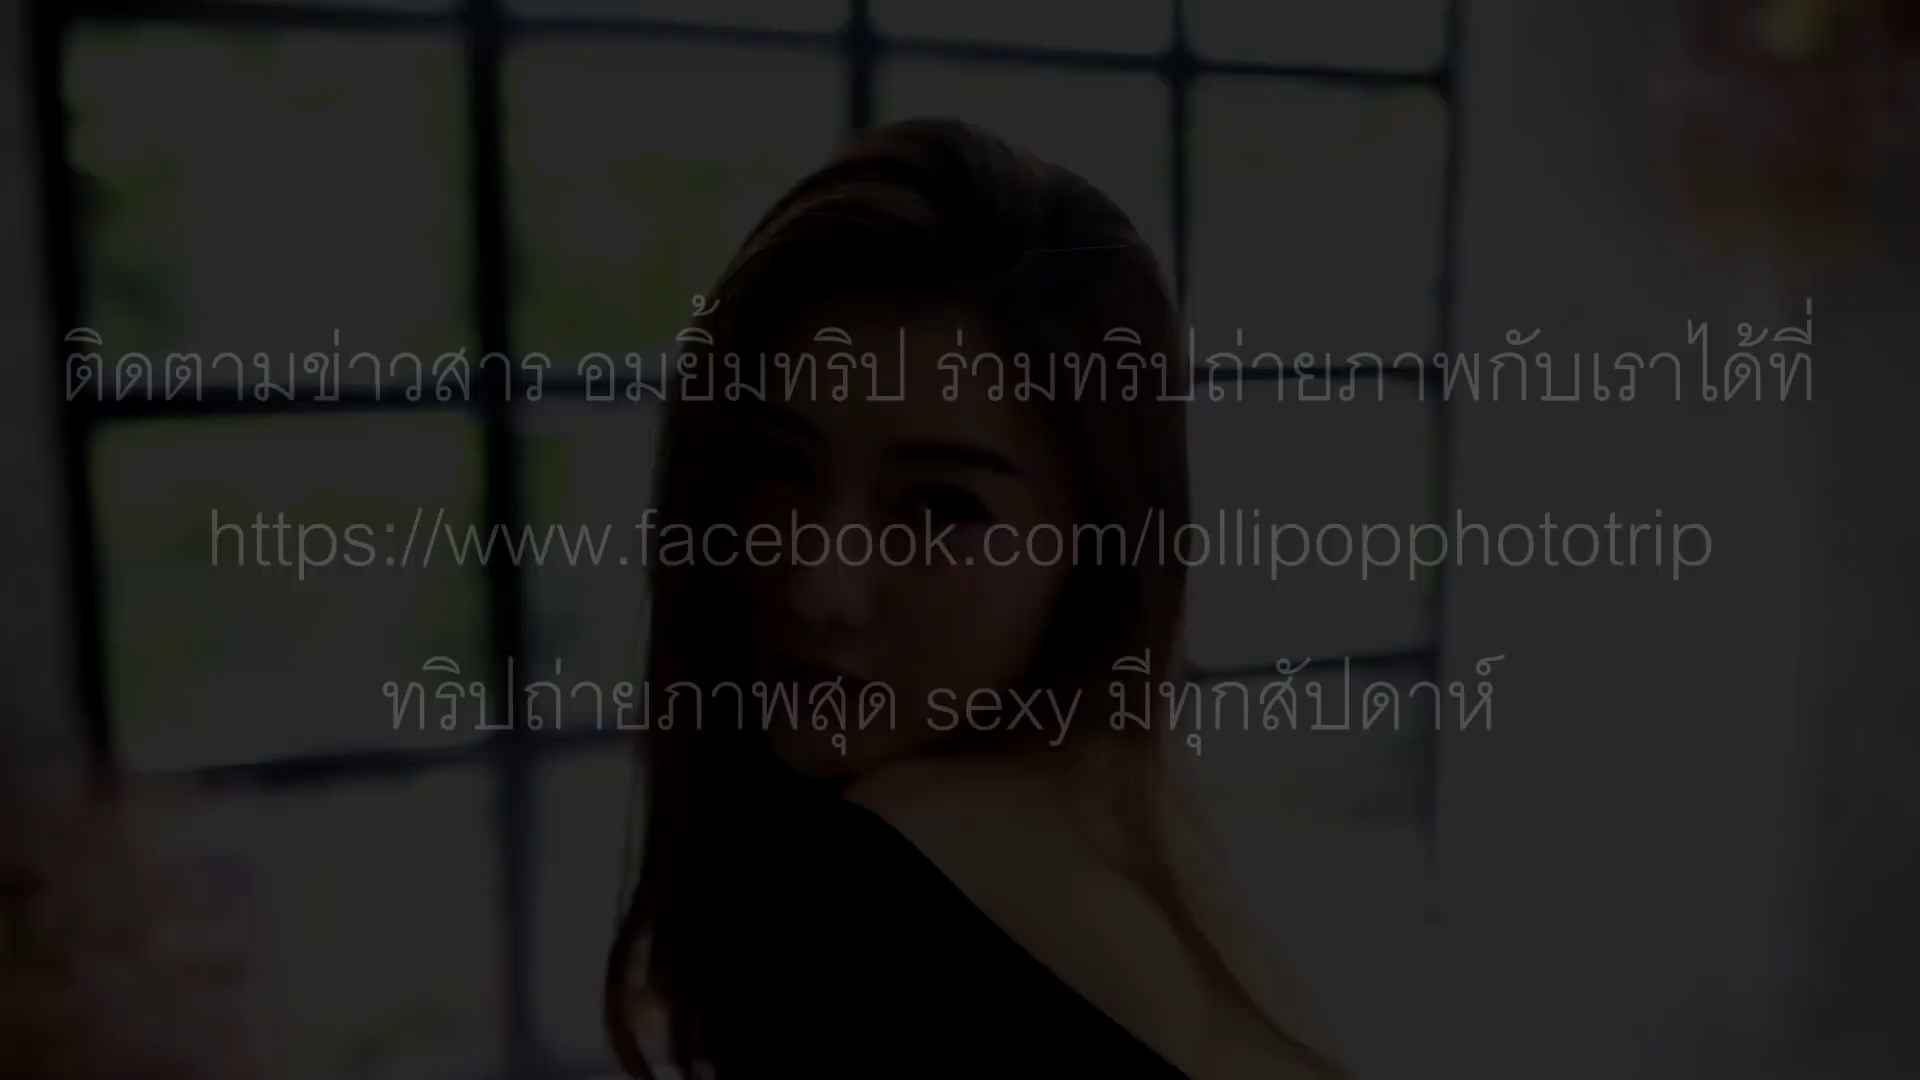 ติดตามข่าวสาร อมยิ้มทริป ร่วมทริปถ่ายภาพกับเราได้ที่
https://www.facebook.com/lollipopphototrip
ทริปถ่ายภาพสุด sexy มีทุกสัปดาห์